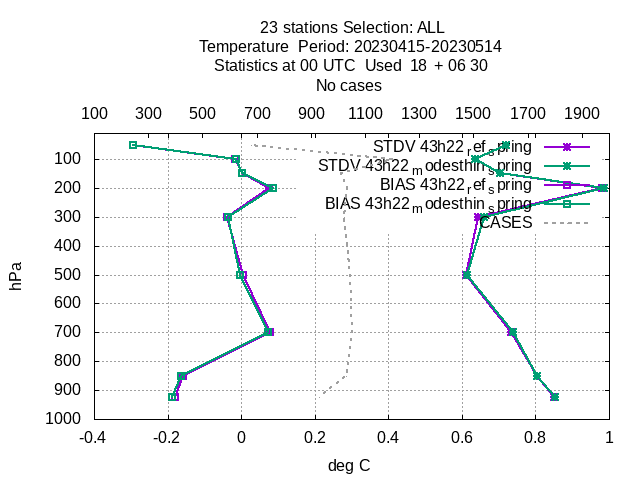 23 stations Selection: ALL
Temperature Period: 20230415-20230514
Statistics at 00 UTC Used 18 + 06 30
No cases
100 300 500 700 900 1100 1300 1500 1700 1900
STDV 43h22_ref_spring
STDV 43h22_modesthin_spring
BIAS 43h22_ref_spring
BIAS 43h22_modesthin_spring
CASES
100
200
300
400
500
600
700
800
900
1000
hPa
-0.4 -0.2 0 0.2 0.4 0.6 0.8 1
deg C